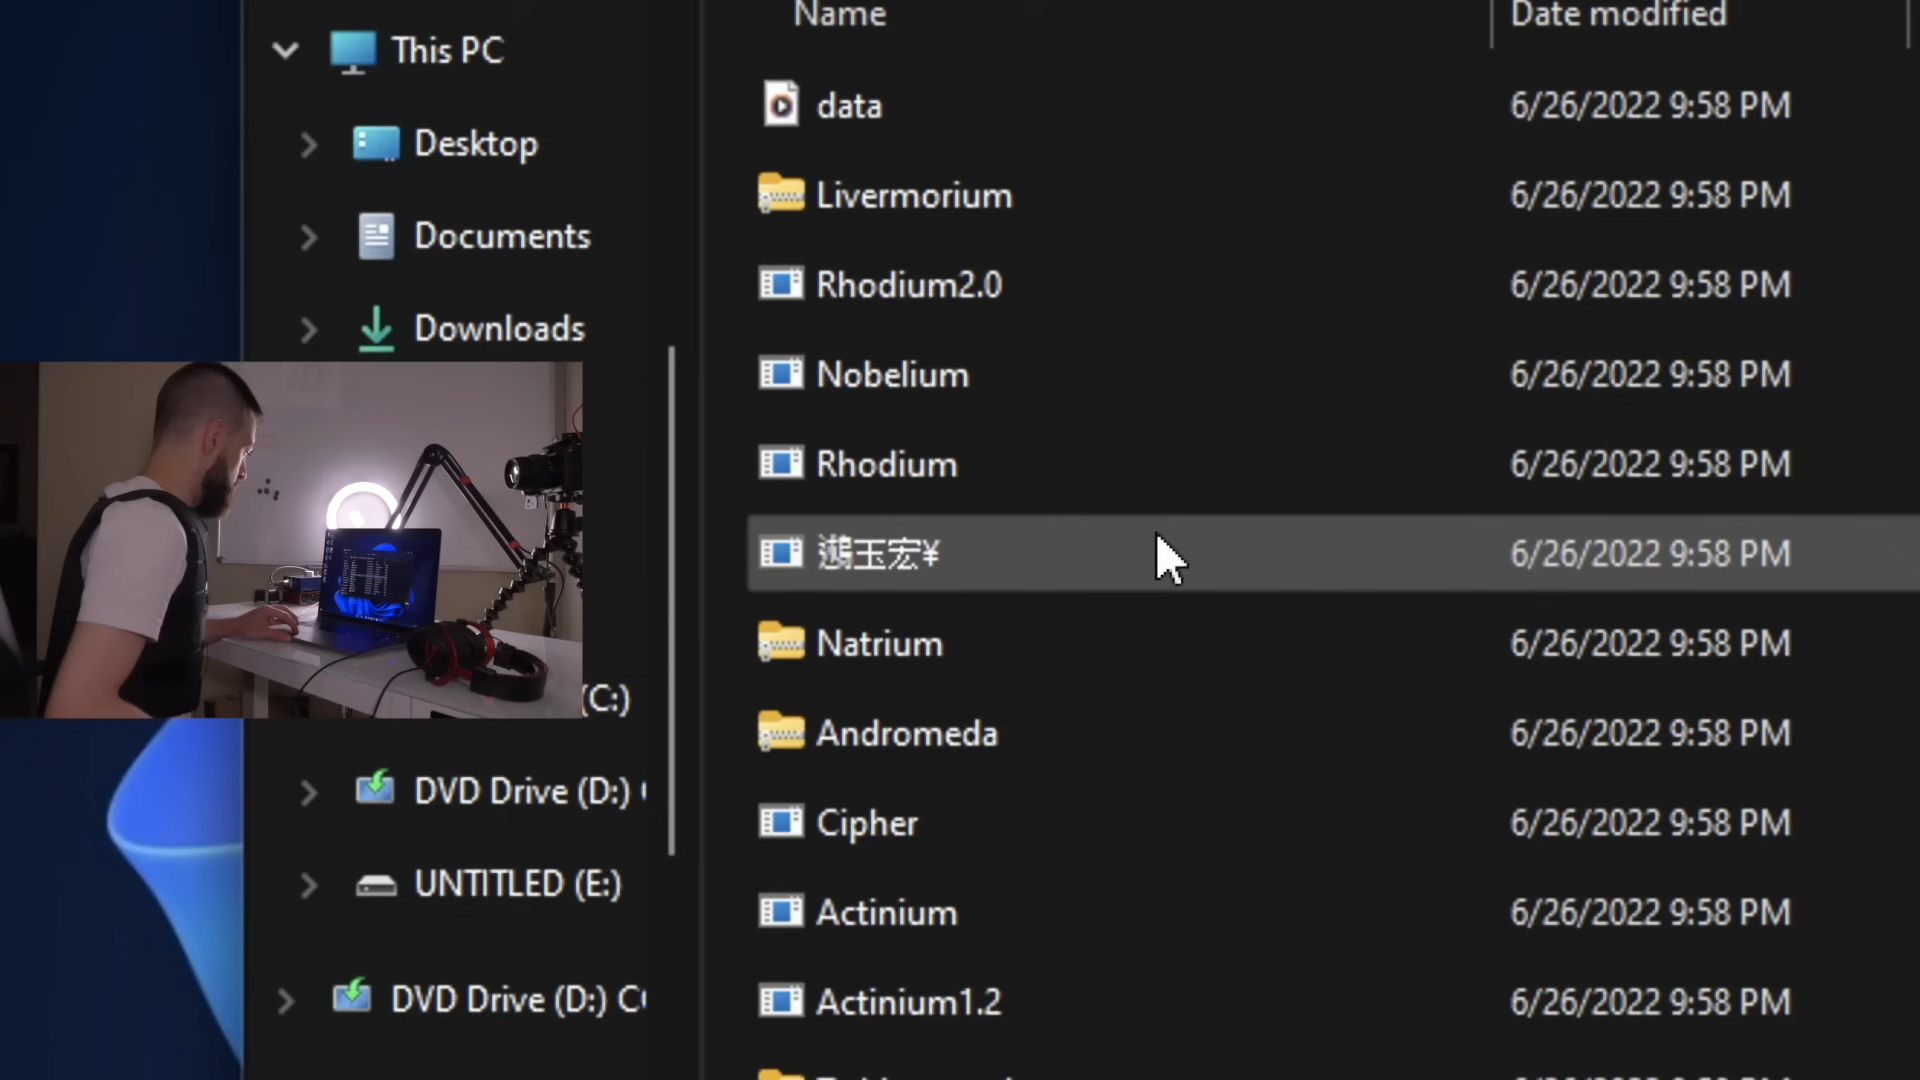 Name
Date modified
This PC
Desktop
Documents
Downloads
(C:)
DVD Drive (D:)
UNTITLED (E:)
DVD Drive (D:)
data 6/26/2022 9:58 PM
Livermorium 6/26/2022 9:58 PM
Rhodium2.0 6/26/2022 9:58 PM
Nobelium 6/26/2022 9:58 PM
Rhodium 6/26/2022 9:58 PM
6/26/2022 9:58 PM
Natrium 6/26/2022 9:58 PM
Andromeda 6/26/2022 9:58 PM
Cipher 6/26/2022 9:58 PM
Actinium 6/26/2022 9:58 PM
Actinium1.2 6/26/2022 9:58 PM